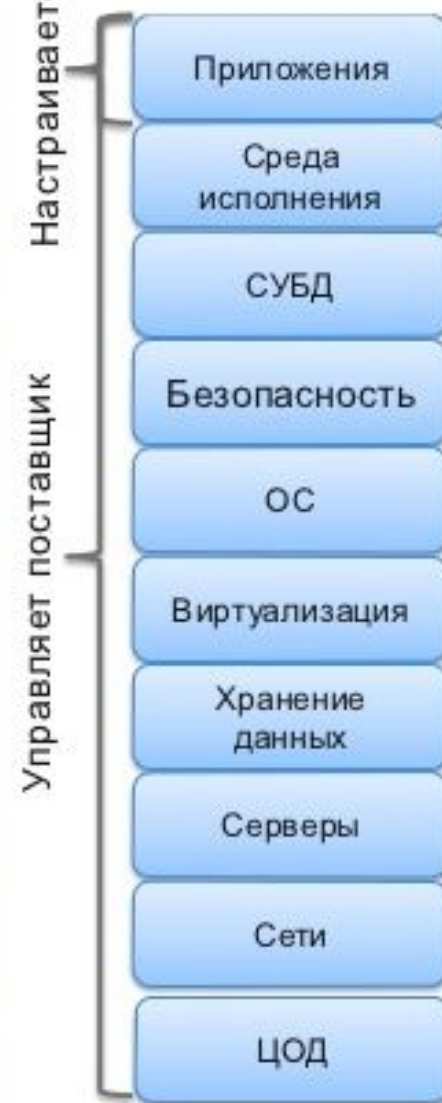 Настраивает
Управляет поставщик
Приложения
Среда
исполнения
СУБД
Безопасность
ОС
Виртуализация
Хранение
данных
Серверы
Сети
ЦОД